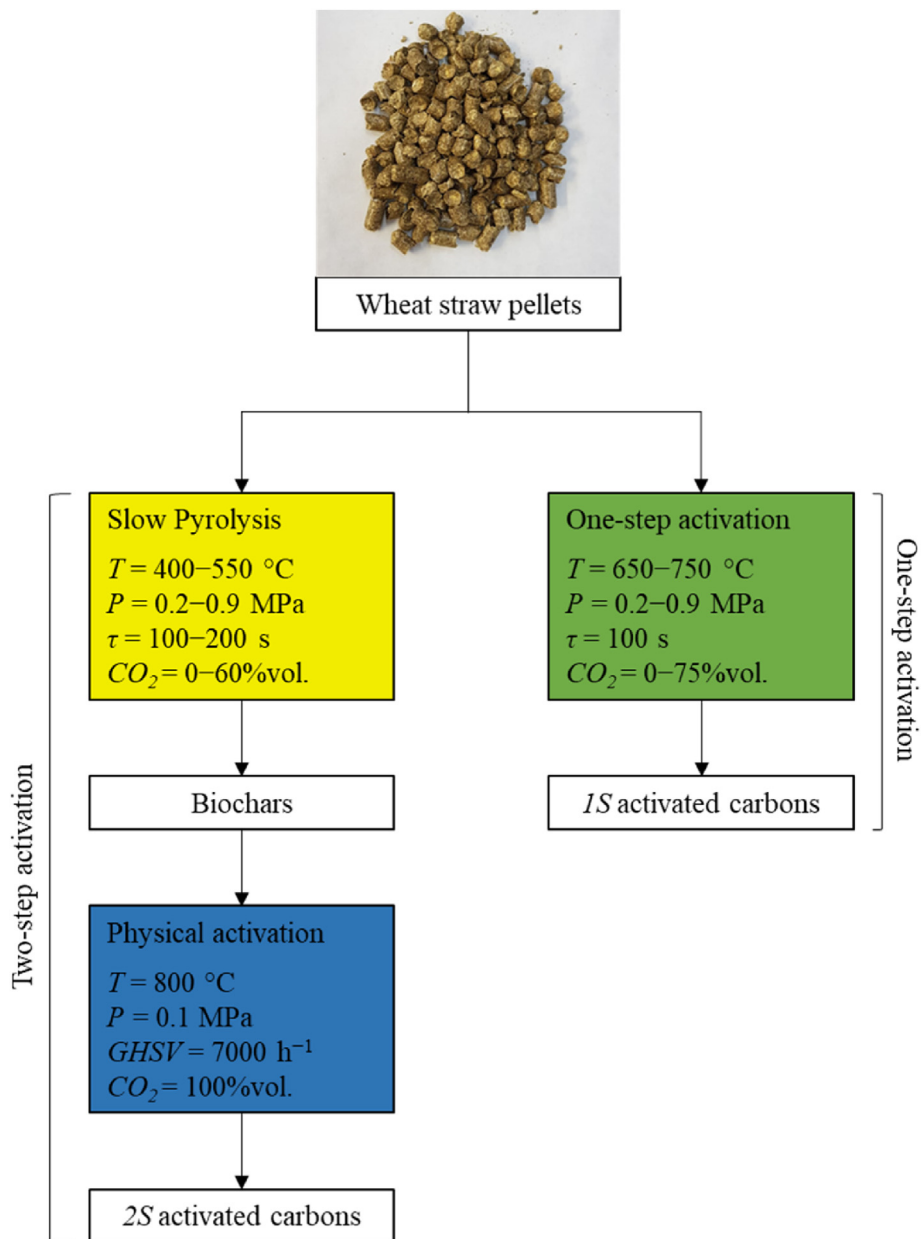 Wheat straw pellets
Slow Pyrolysis
T = 400−550 °C
P = 0.2−0.9 MPa
τ = 100−200 s
CO₂ = 0−60%vol.
One-step activation
T = 650−750 °C
P = 0.2−0.9 MPa
τ = 100 s
CO₂ = 0−75%vol.
One-step activation
Biochars
1S activated carbons
Two-step activation
Physical activation
T = 800 °C
P = 0.1 MPa
GHSV = 7000 h⁻¹
CO₂ = 100%vol.
2S activated carbons